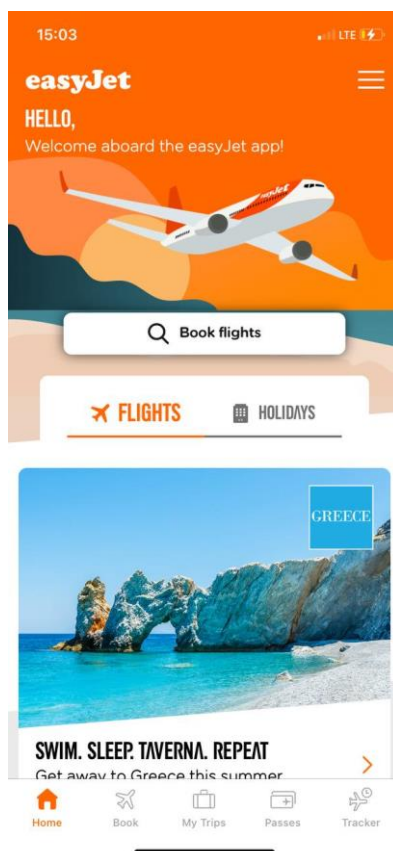 15:03
LTE
easyJet
HELLO,
Welcome aboard the easyJet app!
easyJet
Book flights
FLIGHTS
HOLIDAYS
GREECE
SWIM. SLEEP. TAVERNA. REPEAT
Get away to Greece this summer
Home
Book
My Trips
Passes
Tracker